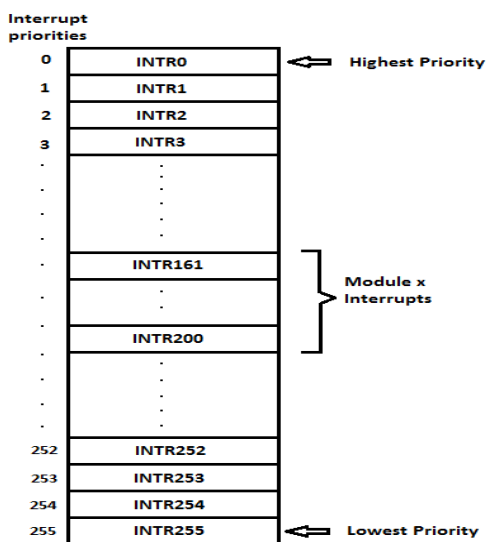 Interrupt
priorities
0 INTR0 Highest Priority
1 INTR1
2 INTR2
3 INTR3
INTR161
Module x
Interrupts
INTR200
252 INTR252
253 INTR253
254 INTR254
255 INTR255 Lowest Priority